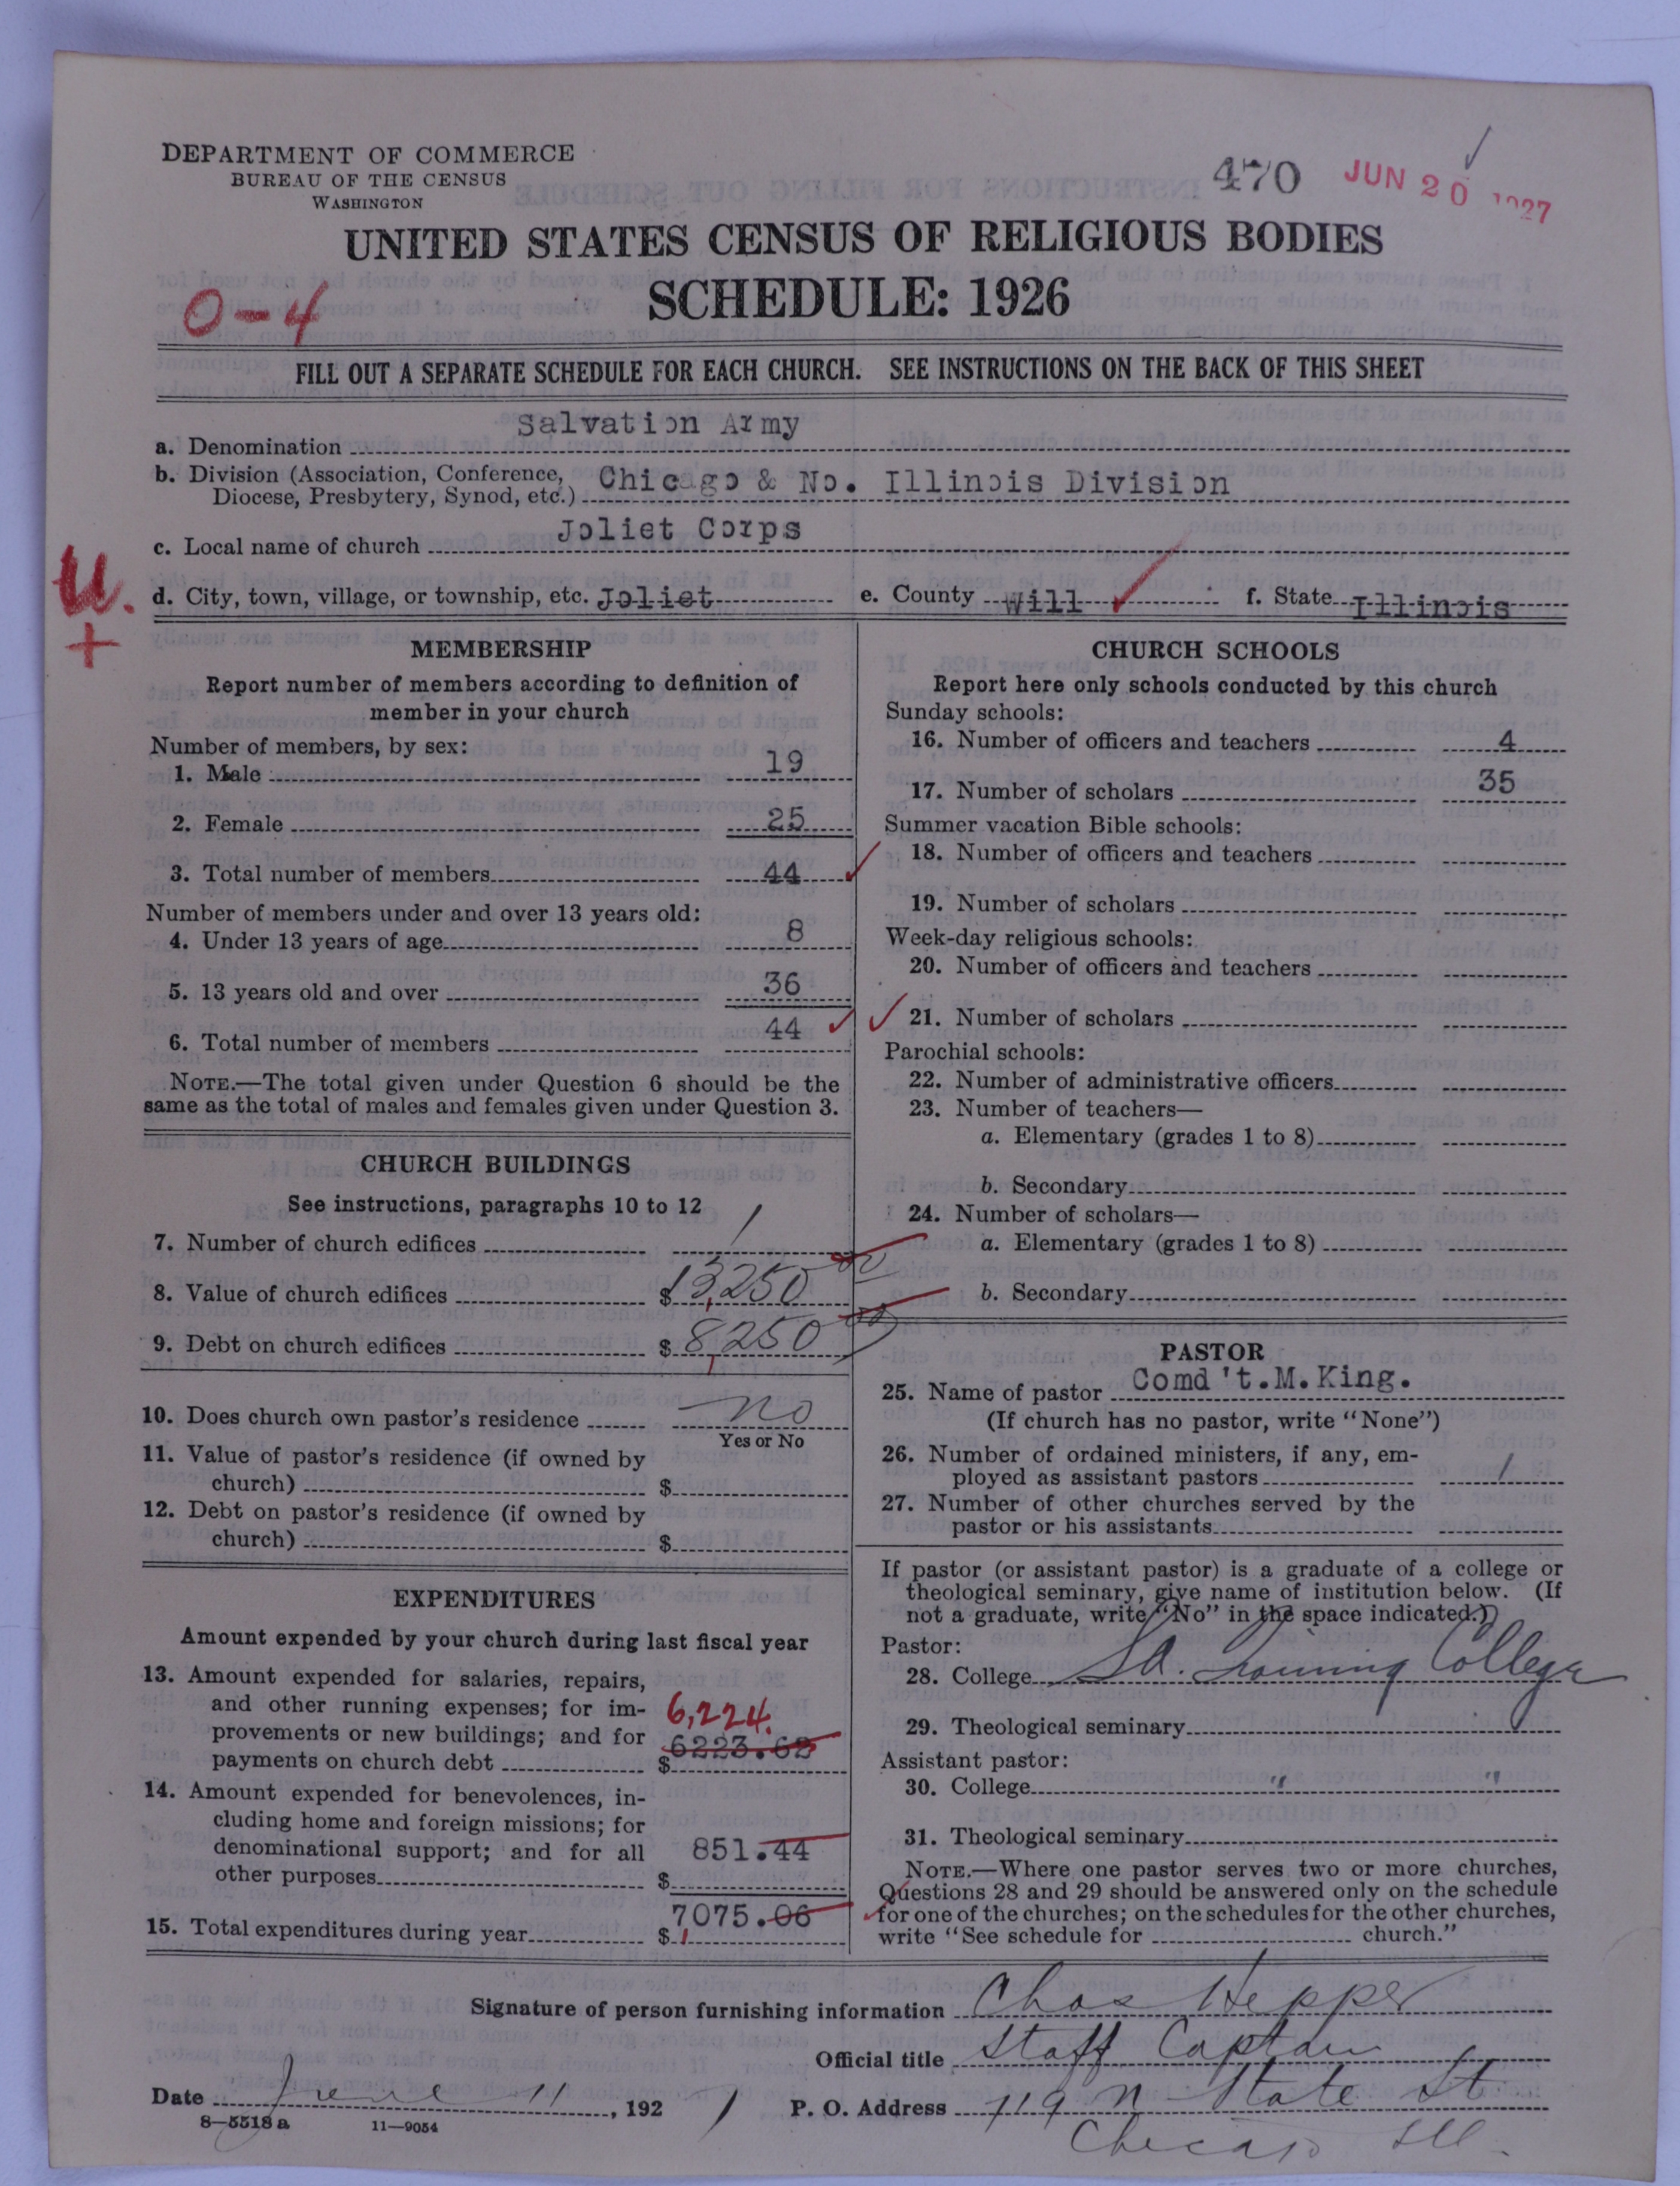 DEPARTMENT OF COMMERCE
BUREAU OF THE CENSUS
WASHINGTON
470 JUN 20 1927
UNITED STATES CENSUS OF RELIGIOUS BODIES
SCHEDULE: 1926
O-4
FILL OUT A SEPARATE SCHEDULE FOR EACH CHURCH. SEE INSTRUCTIONS ON THE BACK OF THIS SHEET
a. Denomination Salvation Army
b. Division (Association, Conference, Diocese, Presbytery, Synod, etc.) Chicago & No. Illinois Division
c. Local name of church Joliet Corps
d. City, town, village, or township, etc. Joliet e. County Will f. State Illinois
U.
+
MEMBERSHIP
Report number of members according to definition of
member in your church
Number of members, by sex:
1. Male 19
2. Female 25
3. Total number of members 44
Number of members under and over 13 years old:
4. Under 13 years of age 8
5. 13 years old and over 36
6. Total number of members 44
NOTE.—The total given under Question 6 should be the
same as the total of males and females given under Question 3.
CHURCH BUILDINGS
See instructions, paragraphs 10 to 12
7. Number of church edifices 1
8. Value of church edifices $ 13,250 00
9. Debt on church edifices $ 8,250 00
10. Does church own pastor's residence no
Yes or No
11. Value of pastor's residence (if owned by
church) $
12. Debt on pastor's residence (if owned by
church) $
EXPENDITURES
Amount expended by your church during last fiscal year
13. Amount expended for salaries, repairs,
and other running expenses; for im-
provements or new buildings; and for
payments on church debt $ 6223.62
6,224.
14. Amount expended for benevolences, in-
cluding home and foreign missions; for
denominational support; and for all
other purposes $ 851.44
15. Total expenditures during year $ 7075.06
CHURCH SCHOOLS
Report here only schools conducted by this church
Sunday schools:
16. Number of officers and teachers 4
17. Number of scholars 35
Summer vacation Bible schools:
18. Number of officers and teachers
19. Number of scholars
Week-day religious schools:
20. Number of officers and teachers
21. Number of scholars
Parochial schools:
22. Number of administrative officers
23. Number of teachers—
a. Elementary (grades 1 to 8)
b. Secondary
24. Number of scholars—
a. Elementary (grades 1 to 8)
b. Secondary
PASTOR
25. Name of pastor Comd't.M.King.
(If church has no pastor, write "None")
26. Number of ordained ministers, if any, em-
ployed as assistant pastors 1
27. Number of other churches served by the
pastor or his assistants
If pastor (or assistant pastor) is a graduate of a college or
theological seminary, give name of institution below. (If
not a graduate, write "No" in the space indicated.)
Pastor:
28. College SA. Training College
29. Theological seminary
Assistant pastor:
30. College " "
31. Theological seminary
NOTE.—Where one pastor serves two or more churches,
Questions 28 and 29 should be answered only on the schedule
for one of the churches; on the schedules for the other churches,
write "See schedule for church."
Signature of person furnishing information Chas Hepper
Official title Staff Captain
Date June 11, 192 P. O. Address 719 N State St
Chicago Ill.
8-5518a 11-9054